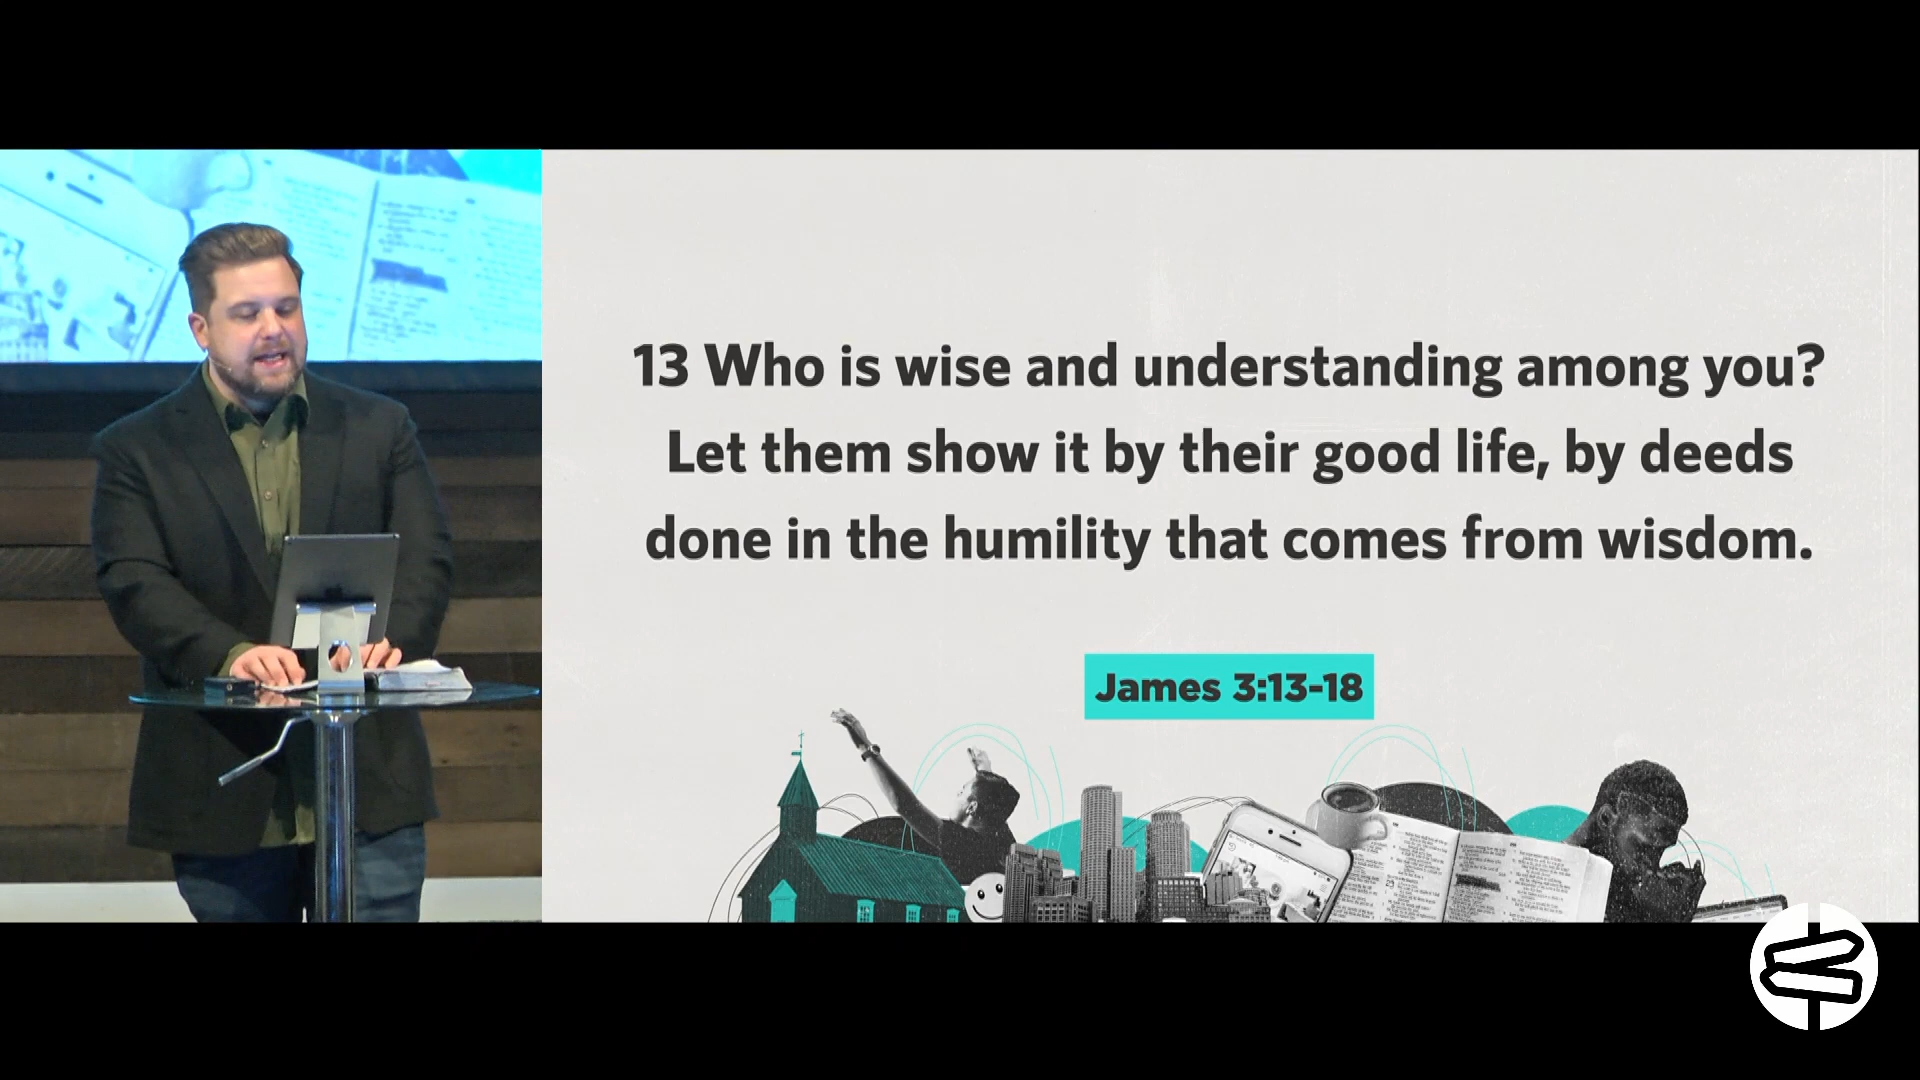 13 Who is wise and understanding among you?
Let them show it by their good life, by deeds
done in the humility that comes from wisdom.
James 3:13-18